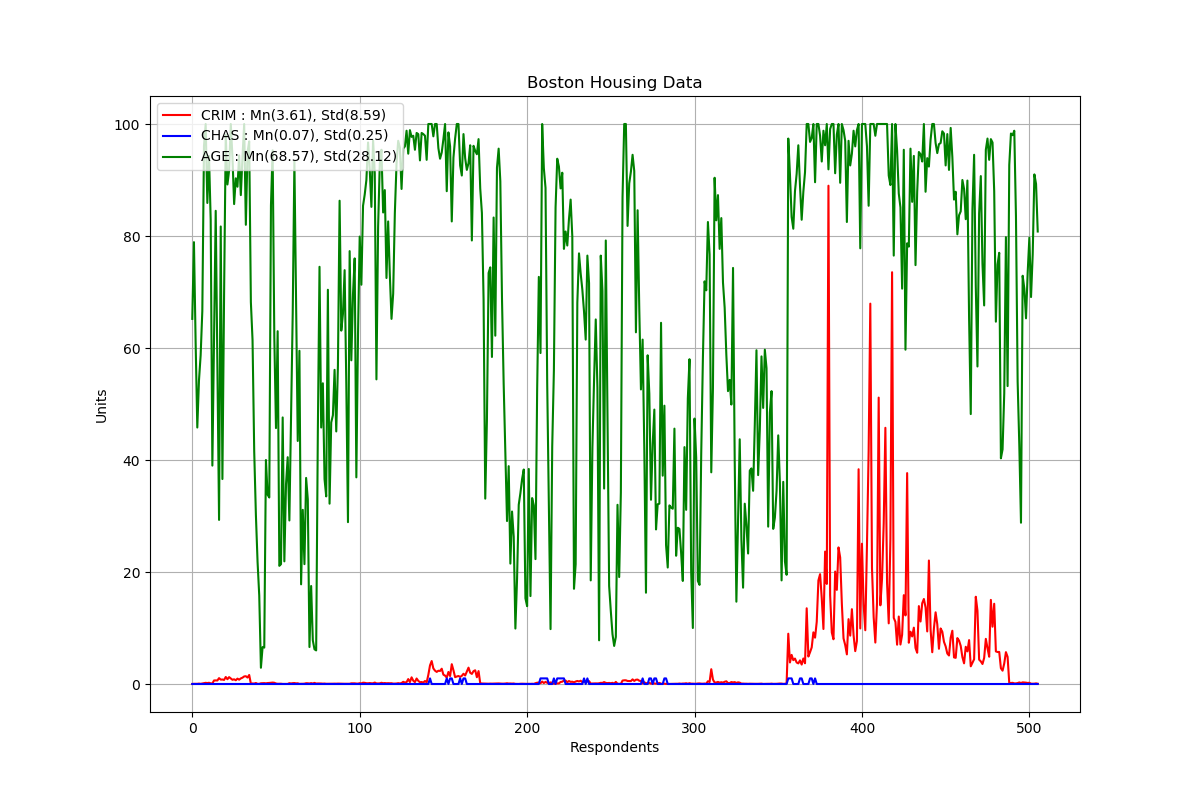 Boston Housing Data
CRIM : Mn(3.61), Std(8.59)
CHAS : Mn(0.07), Std(0.25)
AGE : Mn(68.57), Std(28.12)
100
80
60
40
20
0
Units
0 100 200 300 400 500
Respondents